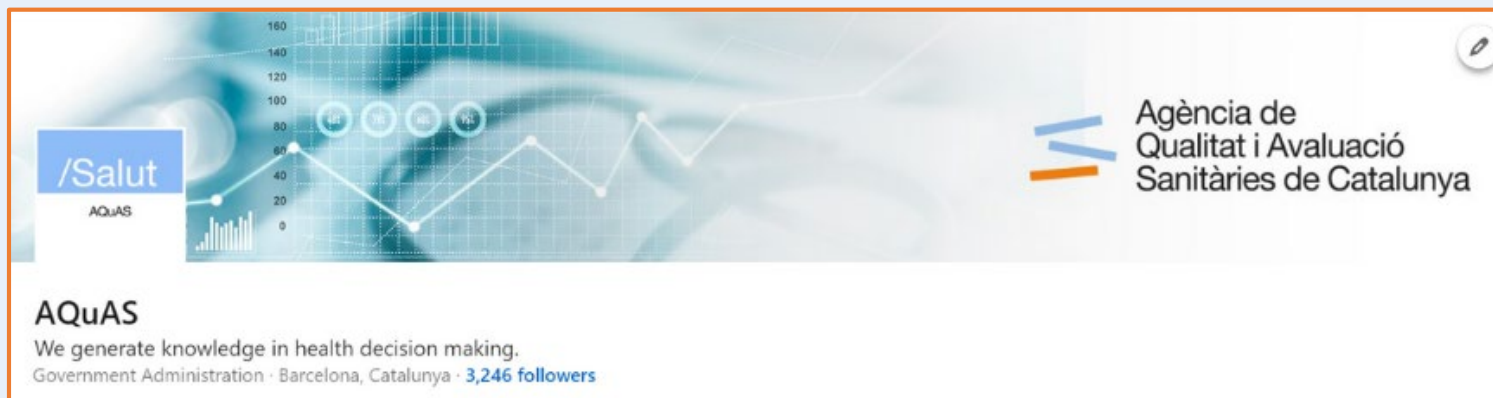 160
140
120
100
80
60
40
20
0
/Salut
AQuAS
Agència de
Qualitat i Avaluació
Sanitàries de Catalunya
AQuAS
We generate knowledge in health decision making.
Government Administration · Barcelona, Catalunya · 3,246 followers